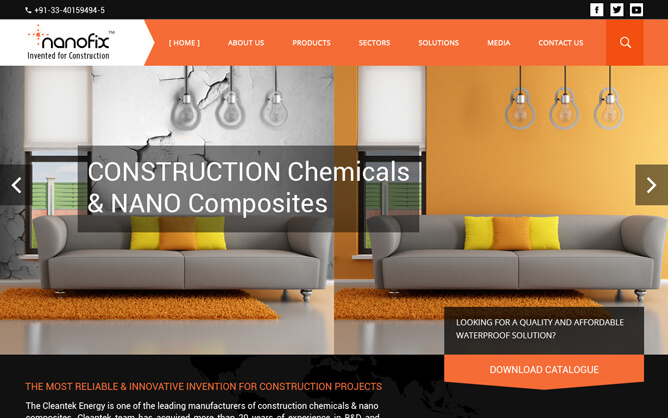 +91-33-40159494-5
nanofix™
Invented for Construction
[ HOME ]
ABOUT US
PRODUCTS
SECTORS
SOLUTIONS
MEDIA
CONTACT US
CONSTRUCTION Chemicals
& NANO Composites
LOOKING FOR A QUALITY AND AFFORDABLE
WATERPROOF SOLUTION?
DOWNLOAD CATALOGUE
THE MOST RELIABLE & INNOVATIVE INVENTION FOR CONSTRUCTION PROJECTS
The Cleantek Energy is one of the leading manufacturers of construction chemicals & nano
composites. Cleantek team has acquired more than 20 years of experience in R&D and